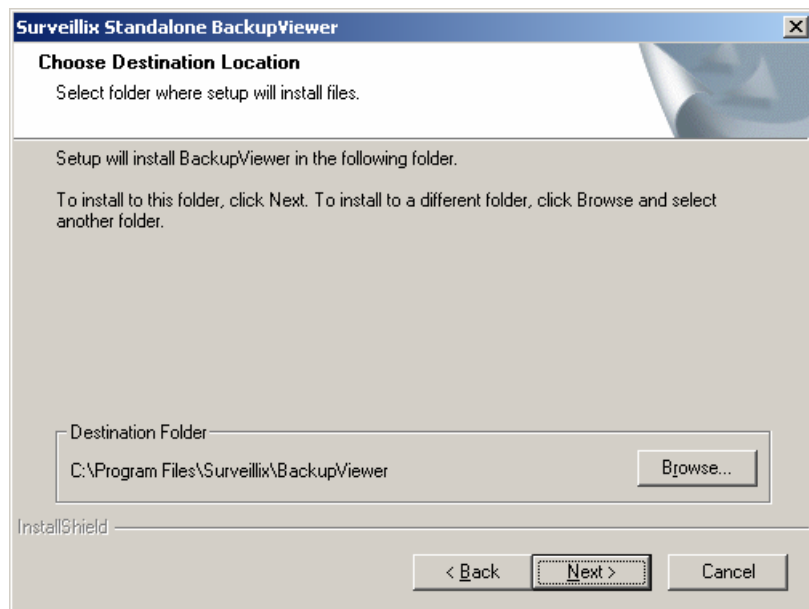 Surveillix Standalone BackupViewer
Choose Destination Location
Select folder where setup will install files.
Setup will install BackupViewer in the following folder.
To install to this folder, click Next. To install to a different folder, click Browse and select
another folder.
Destination Folder
C:\Program Files\Surveillix\BackupViewer
Browse...
InstallShield
< Back
Next >
Cancel